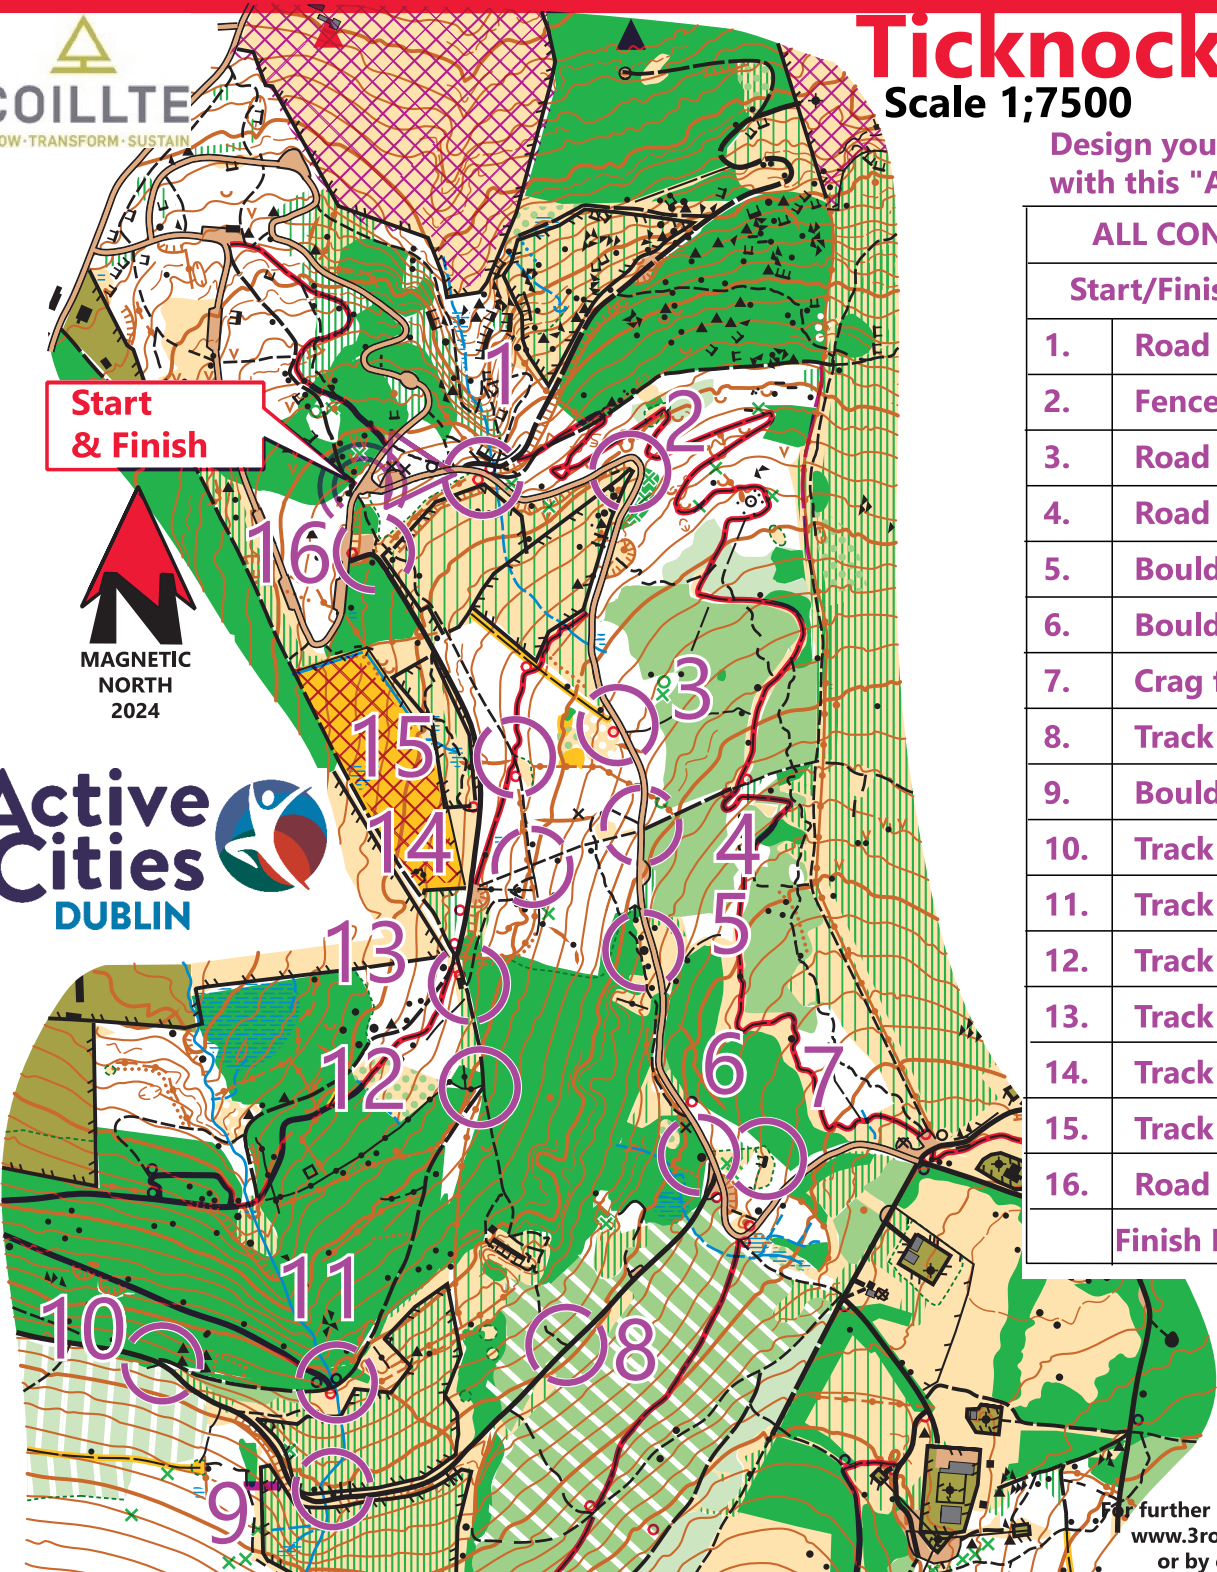 Ticknock
Scale 1;7500
COILLTE
OW·TRANSFORM·SUSTAIN
Design you
with this "A
ALL CON
Start/Finis
1. Road
2. Fence
3. Road
4. Road
5. Bould
6. Bould
7. Crag f
8. Track
9. Bould
10. Track
11. Track
12. Track
13. Track
14. Track
15. Track
16. Road
Finish
Start
& Finish
N
MAGNETIC
NORTH
2024
Active
Cities
DUBLIN
1
2
16
3
15
14
4
5
13
12
6
7
11
10
8
9
For further
www.3ro
or by